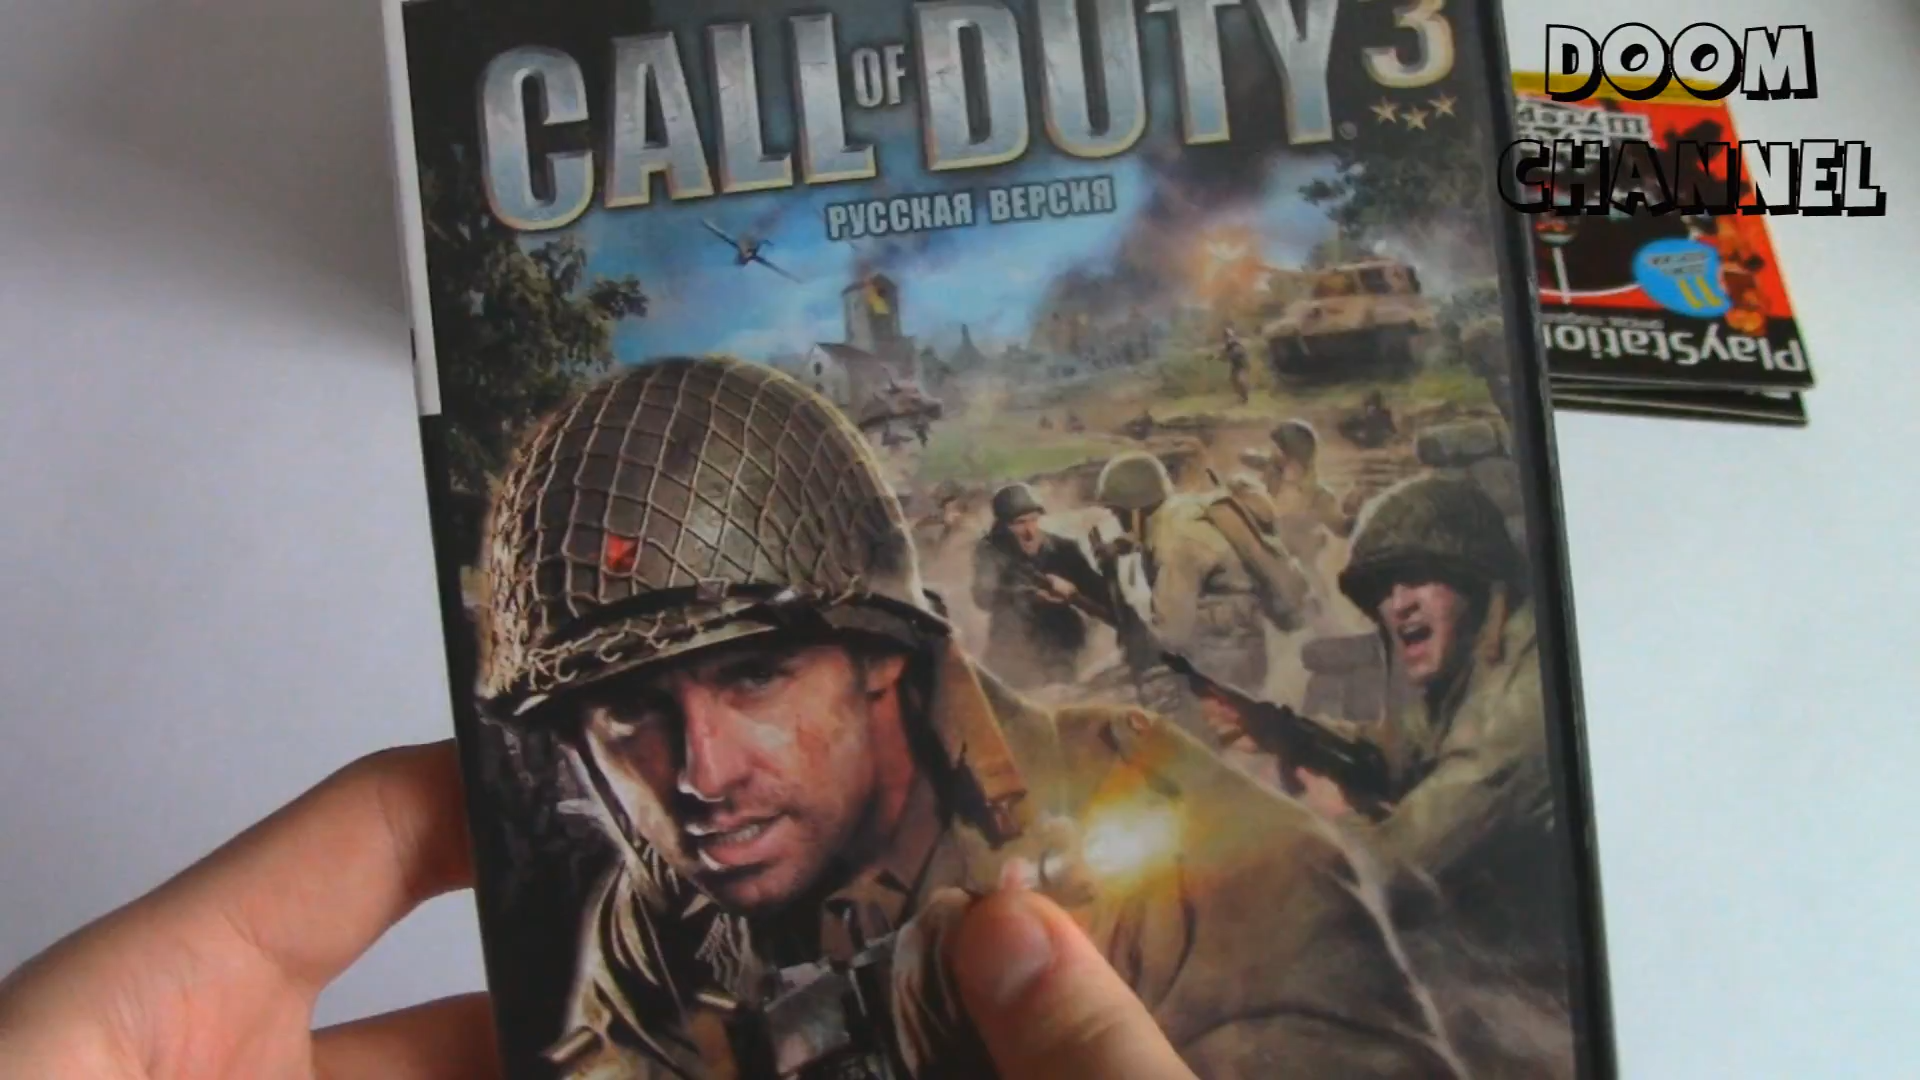 CALL OF DUTY 3
РУССКАЯ ВЕРСИЯ
DOOM
CHANNEL
PlayStation